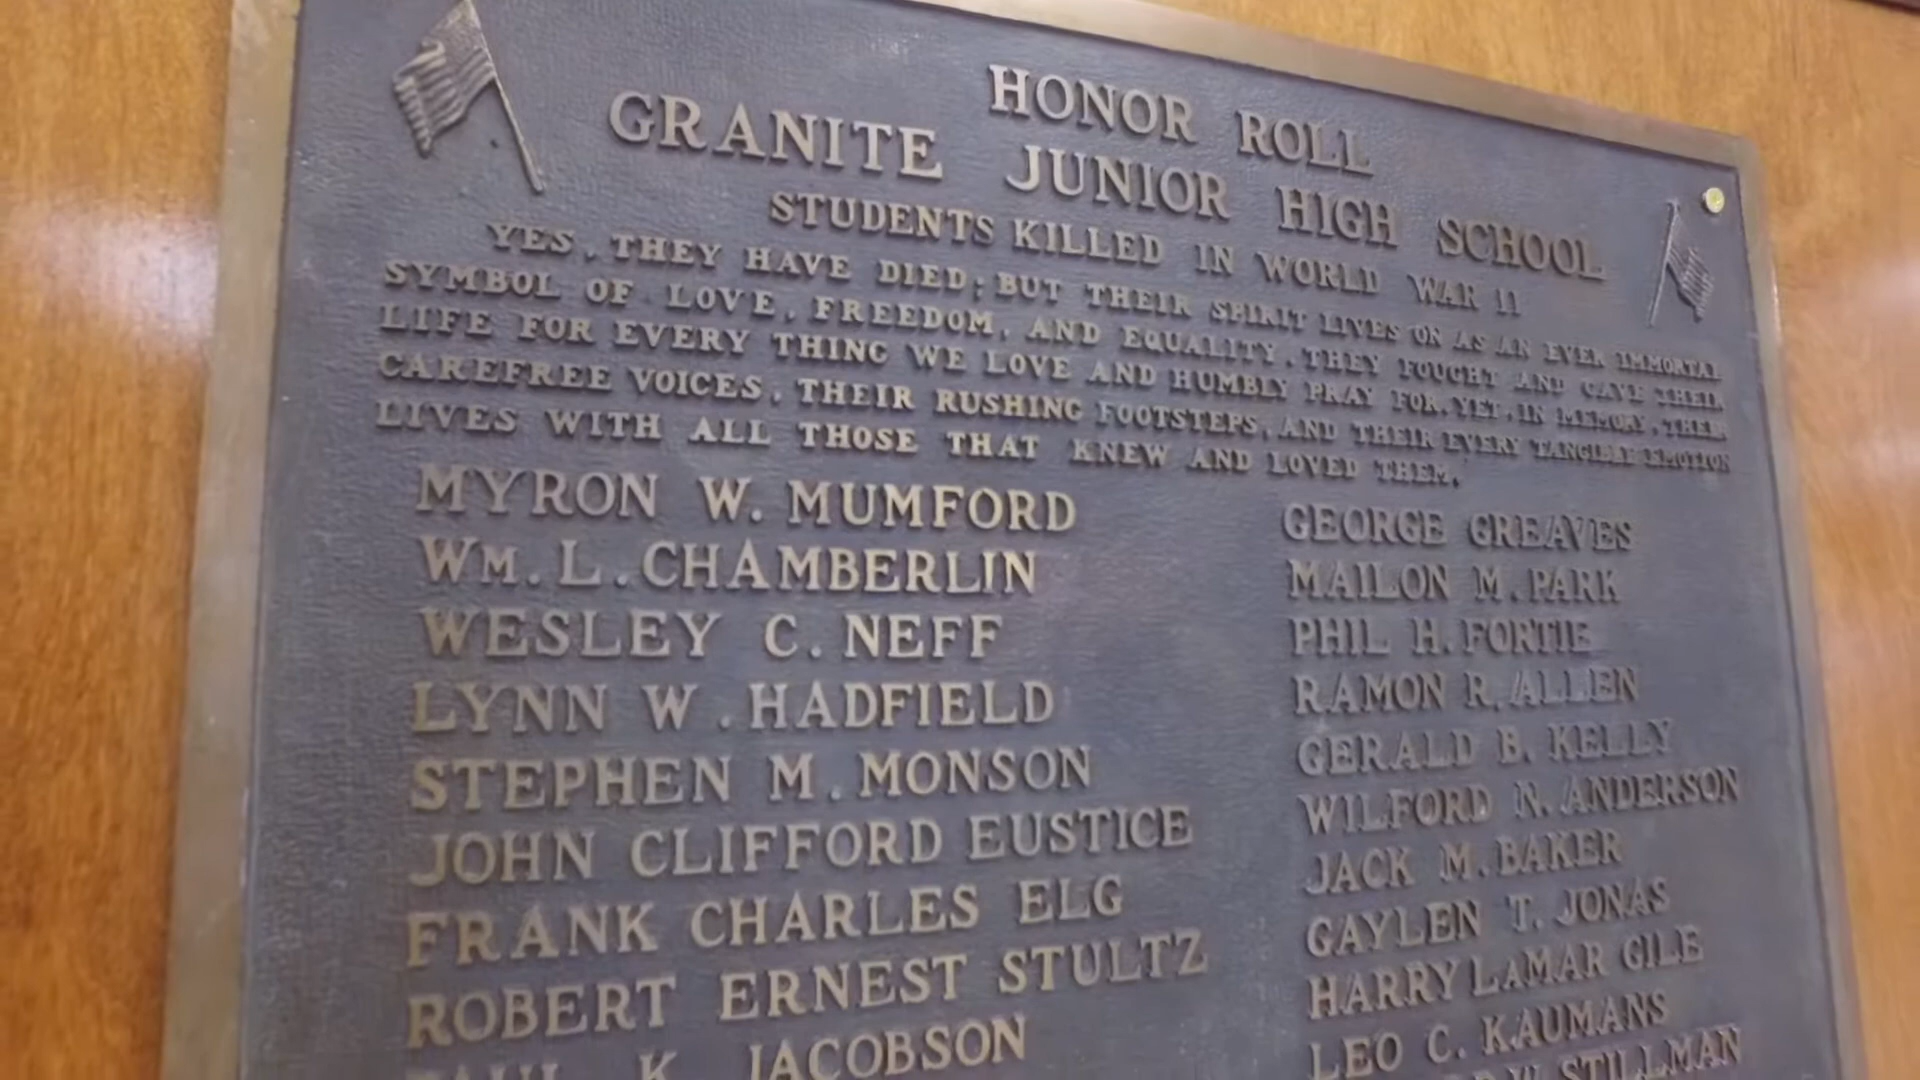 HONOR ROLL
GRANITE JUNIOR HIGH SCHOOL
STUDENTS KILLED IN WORLD WAR II
YES, THEY HAVE DIED; BUT THEIR SPIRIT LIVES ON AS AN EVER IMMORTAL
SYMBOL OF LOVE, FREEDOM, AND EQUALITY, THEY FOUGHT AND GAVE THEIR
LIFE FOR EVERY THING WE LOVE AND HUMBLY PRAY FOR, YET, IN MEMORY, THEIR
CAREFREE VOICES, THEIR RUSHING FOOTSTEPS, AND THEIR EVERY TANGIBLE EMOTION
LIVES WITH ALL THOSE THAT KNEW AND LOVED THEM.
MYRON W. MUMFORD
WM. L. CHAMBERLIN
WESLEY C. NEFF
LYNN W. HADFIELD
STEPHEN M. MONSON
JOHN CLIFFORD EUSTICE
FRANK CHARLES ELG
ROBERT ERNEST STULTZ
PAUL K. JACOBSON
GEORGE GREAVES
MAILON M. PARK
PHIL H. FORTIE
RAMON R. ALLEN
GERALD B. KELLY
WILFORD N. ANDERSON
JACK M. BAKER
GAYLEN T. JONAS
HARRY LAMAR GILE
LEO C. KAUMANS
W. STILLMAN